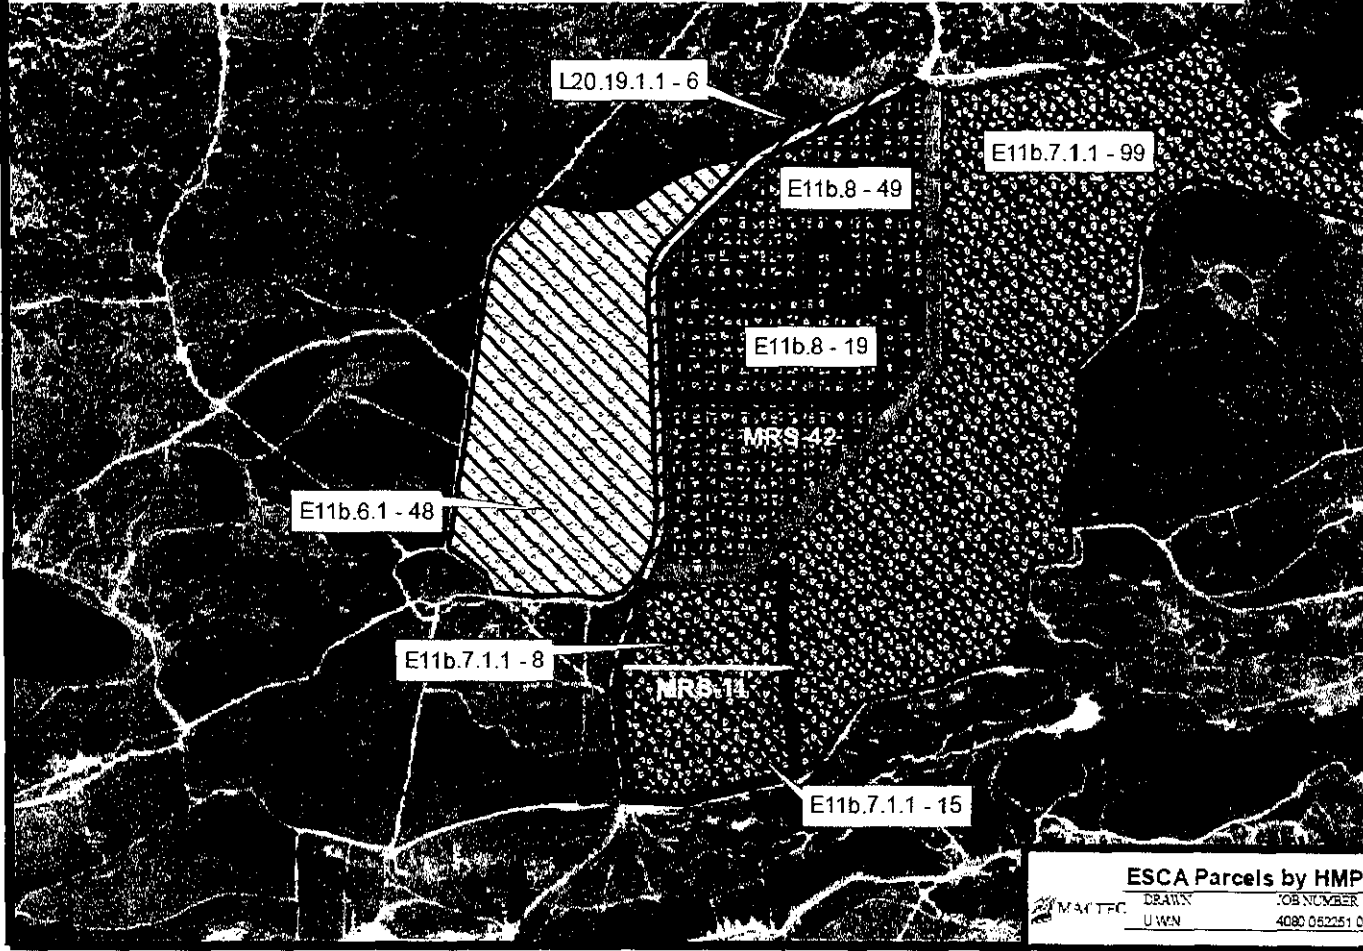 L20.19.1.1 - 6
E11b.7.1.1 - 99
E11b.8 - 49
E11b.8 - 19
MRS-42
E11b.6.1 - 48
E11b.7.1.1 - 8
MRS-11
E11b.7.1.1 - 15
ESCA Parcels by HMP
MACTEC
DRAWN JOB NUMBER
4080 052251 0